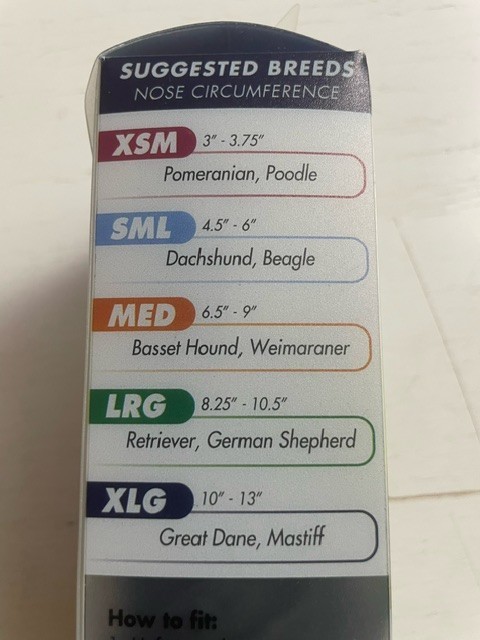 SUGGESTED BREEDS
NOSE CIRCUMFERENCE
XSM 3" - 3.75"
Pomeranian, Poodle
SML 4.5" - 6"
Dachshund, Beagle
MED 6.5" - 9"
Basset Hound, Weimaraner
LRG 8.25" - 10.5"
Retriever, German Shepherd
XLG 10" - 13"
Great Dane, Mastiff
How to fit: